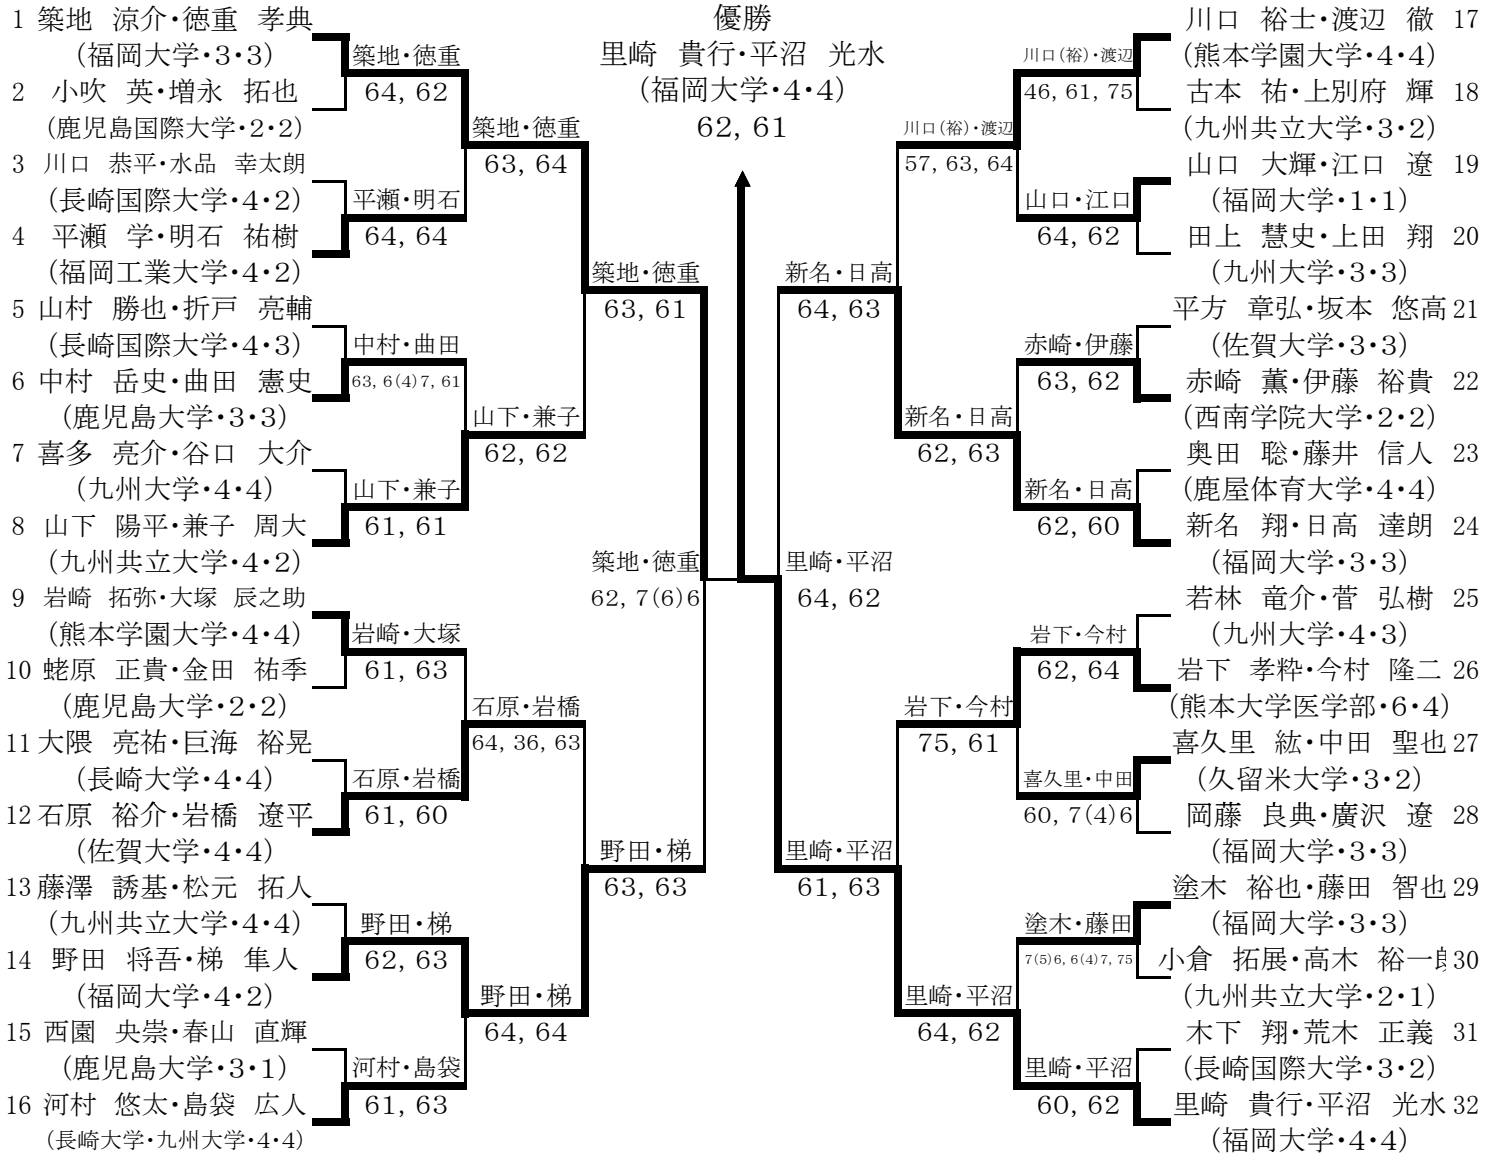 優勝
里崎 貴行・平沼 光水
(福岡大学・4・4)
62, 61
1 築地 涼介・徳重 孝典
(福岡大学・3・3)
2 小吹 英・増永 拓也
(鹿児島国際大学・2・2)
3 川口 恭平・水品 幸太朗
(長崎国際大学・4・2)
4 平瀬 学・明石 祐樹
(福岡工業大学・4・2)
5 山村 勝也・折戸 亮輔
(長崎国際大学・4・3)
6 中村 岳史・曲田 憲史
(鹿児島大学・3・3)
7 喜多 亮介・谷口 大介
(九州大学・4・4)
8 山下 陽平・兼子 周大
(九州共立大学・4・2)
9 岩崎 拓弥・大塚 辰之助
(熊本学園大学・4・4)
10 蛯原 正貴・金田 祐季
(鹿児島大学・2・2)
11 大隈 亮祐・巨海 裕晃
(長崎大学・4・4)
12 石原 裕介・岩橋 遼平
(佐賀大学・4・4)
13 藤澤 誘基・松元 拓人
(九州共立大学・4・4)
14 野田 将吾・梯 隼人
(福岡大学・4・2)
15 西園 央崇・春山 直輝
(鹿児島大学・3・1)
16 河村 悠太・島袋 広人
(長崎大学・九州大学・4・4)
築地・徳重
64, 62
平瀬・明石
64, 64
中村・曲田
63, 6(4)7, 61
山下・兼子
61, 61
岩崎・大塚
61, 63
石原・岩橋
61, 60
野田・梯
62, 63
河村・島袋
61, 63
築地・徳重
63, 64
山下・兼子
62, 62
石原・岩橋
64, 36, 63
野田・梯
64, 64
築地・徳重
63, 61
野田・梯
63, 63
築地・徳重
62, 7(6)6
里崎・平沼
64, 62
新名・日高
64, 63
里崎・平沼
61, 63
川口(裕)・渡辺
57, 63, 64
新名・日高
62, 63
岩下・今村
75, 61
里崎・平沼
64, 62
川口(裕)・渡辺
46, 61, 75
山口・江口
64, 62
赤崎・伊藤
63, 62
新名・日高
62, 60
岩下・今村
62, 64
喜久里・中田
60, 7(4)6
塗木・藤田
7(5)6, 6(4)7, 75
里崎・平沼
60, 62
川口 裕士・渡辺 徹 17
(熊本学園大学・4・4)
古本 祐・上別府 輝 18
(九州共立大学・3・2)
山口 大輝・江口 遼 19
(福岡大学・1・1)
田上 慧史・上田 翔 20
(九州大学・3・3)
平方 章弘・坂本 悠高 21
(佐賀大学・3・3)
赤崎 薫・伊藤 裕貴 22
(西南学院大学・2・2)
奥田 聡・藤井 信人 23
(鹿屋体育大学・4・4)
新名 翔・日高 達朗 24
(福岡大学・3・3)
若林 竜介・菅 弘樹 25
(九州大学・4・3)
岩下 孝粋・今村 隆二 26
(熊本大学医学部・6・4)
喜久里 紘・中田 聖也 27
(久留米大学・3・2)
岡藤 良典・廣沢 遼 28
(福岡大学・3・3)
塗木 裕也・藤田 智也 29
(福岡大学・3・3)
小倉 拓展・高木 裕一郎 30
(九州共立大学・2・1)
木下 翔・荒木 正義 31
(長崎国際大学・3・2)
里崎 貴行・平沼 光水 32
(福岡大学・4・4)